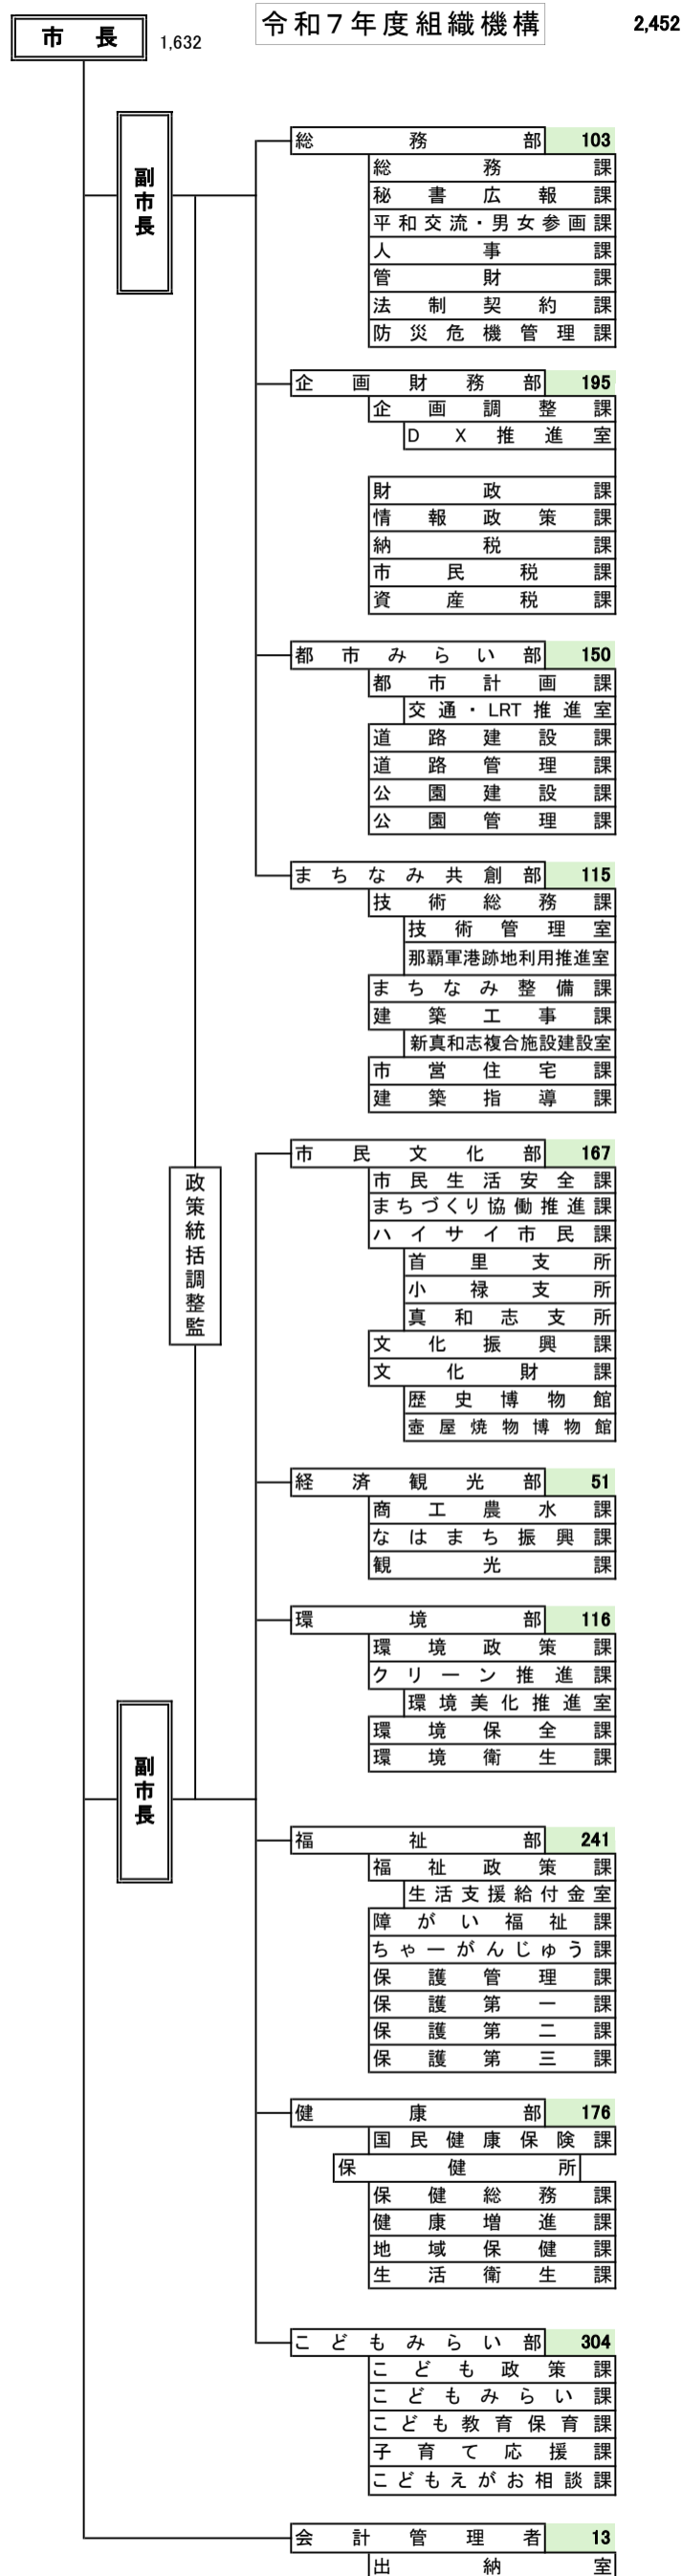 市長 1,632 令和７年度組織機構 2,452
副市長
総務部 103
総務課
秘書広報課
平和交流・男女参画課
人事課
管財課
法制契約課
防災危機管理課
企画財務部 195
企画調整課
DX推進室
財政課
情報政策課
納税課
市民税課
資産税課
都市みらい部 150
都市計画課
交通・LRT推進室
道路建設課
道路管理課
公園建設課
公園管理課
まちなみ共創部 115
技術総務課
技術管理室
那覇軍港跡地利用推進室
まちなみ整備課
建築工事課
新真和志複合施設建設室
市営住宅課
建築指導課
政策統括調整監
市民文化部 167
市民生活安全課
まちづくり協働推進課
ハイサイ市民課
首里支所
小禄支所
真和志支所
文化振興課
文化財課
歴史博物館
壺屋焼物博物館
経済観光部 51
商工農水課
なはまち振興課
観光課
環境部 116
環境政策課
クリーン推進課
環境美化推進室
環境保全課
環境衛生課
副市長
福祉部 241
福祉政策課
生活支援給付金室
障がい福祉課
ちゃーがんじゅう課
保護管理課
保護第一課
保護第二課
保護第三課
健康部 176
国民健康保険課
保健所
保健総務課
健康増進課
地域保健課
生活衛生課
こどもみらい部 304
こども政策課
こどもみらい課
こども教育保育課
子育て応援課
こどもえがお相談課
会計管理者 13
出納室